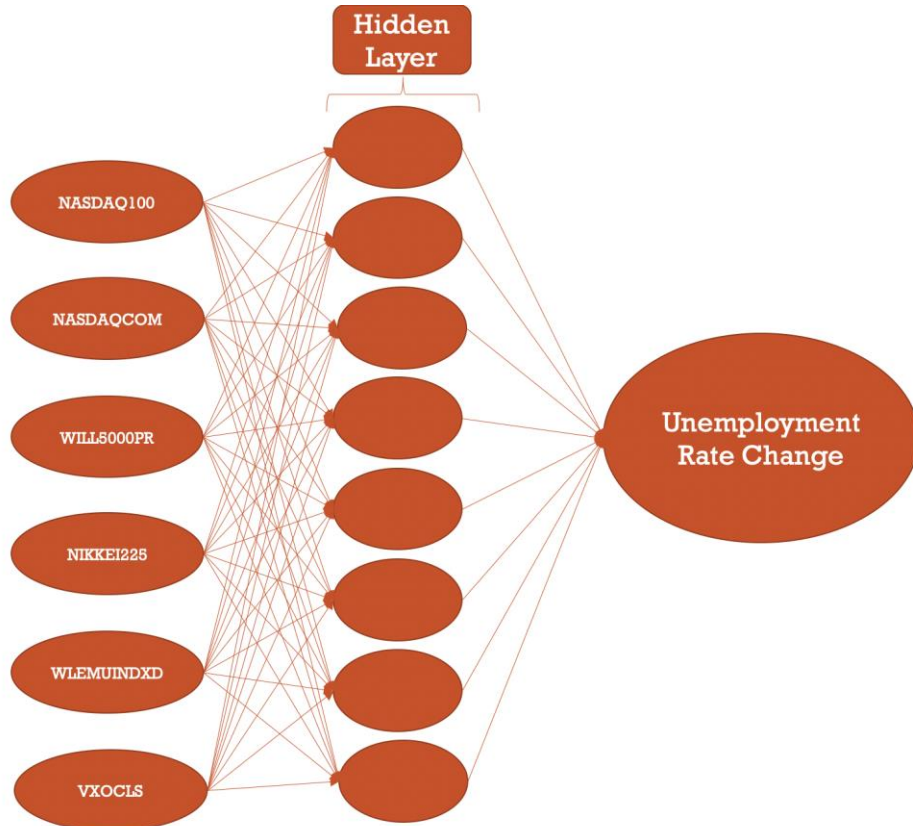 Hidden
Layer
NASDAQ100
NASDAQCOM
WILL5000PR
NIKKEI225
WLEMUINDXD
VXOCLS
Unemployment
Rate Change